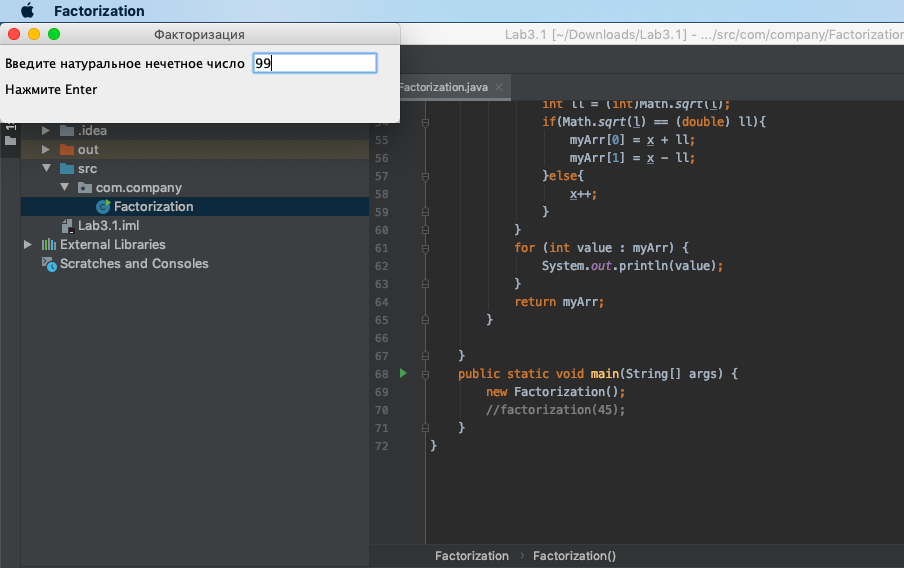 Factorization
Факторизация
Lab3.1 [~/Downloads/Lab3.1] - .../src/com/company/Factorization
Введите натуральное нечетное число 99
Нажмите Enter
Factorization.java
.idea
out
src
com.company
Factorization
Lab3.1.iml
External Libraries
Scratches and Consoles
int ll = (int)Math.sqrt(l);
if(Math.sqrt(l) == (double) ll){
55 myArr[0] = x + ll;
56 myArr[1] = x - ll;
57 }else{
58 x++;
59 }
60 }
61 for (int value : myArr) {
62 System.out.println(value);
63 }
64 return myArr;
65 }
66
67 }
68 public static void main(String[] args) {
69 new Factorization();
70 //factorization(45);
71 }
72 }
Factorization › Factorization()